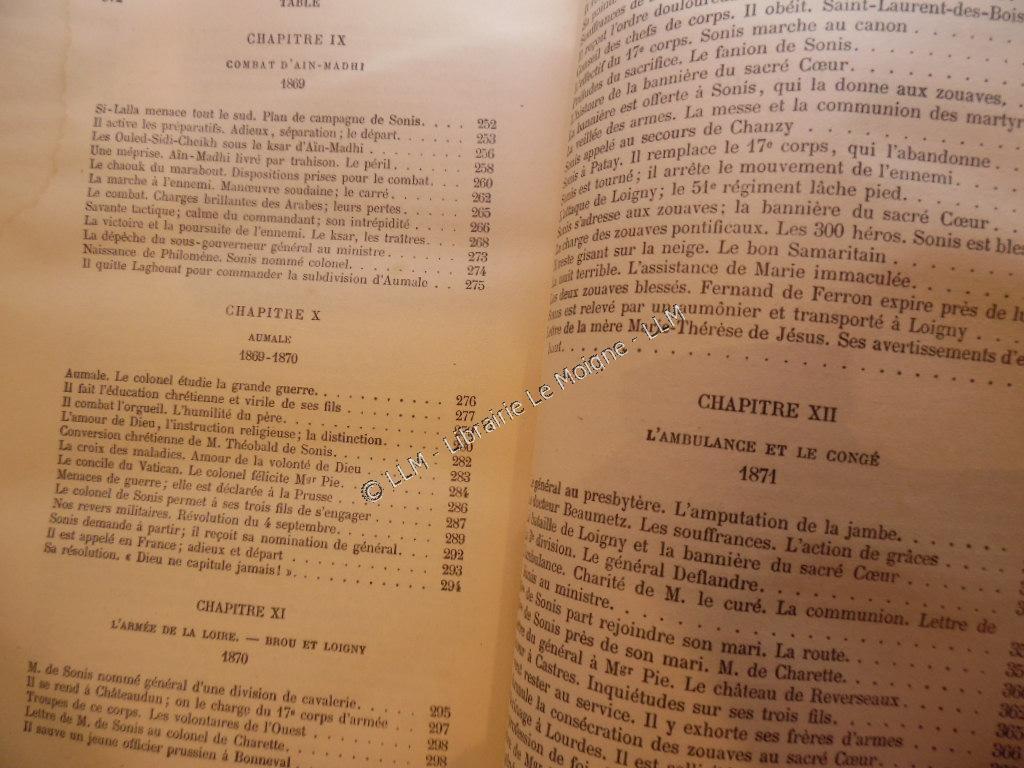 TABLE
CHAPITRE IX
COMBAT D'AIN-MADHI
1869
Si-Lalla menace tout le sud. Plan de campagne de Sonis. . . . . 252
Il active les préparatifs. Adieux, séparation; le départ. . . . . 253
Les Ouled-Sidi-Cheikh sous le ksar d'Aïn-Madhi . . . . 256
Une méprise. Aïn-Madhi livré par trahison. Le péril . . . . 258
Le chaouk du marabout. Dispositions prises pour le combat. . . . 260
La marche à l'ennemi. Manœuvre soudaine; le carré . . . . 262
Le combat. Charges brillantes des Arabes; leurs pertes . . . . 265
Savante tactique; calme du commandant; son intrépidité . . . . 266
La victoire et la poursuite de l'ennemi. Le ksar, les traîtres. . . . 268
La dépêche du sous-gouverneur général au ministre . . . . 273
Naissance de Philomène. Sonis nommé colonel. . . . . 274
Il quitte Laghouat pour commander la subdivision d'Aumale . . 275
CHAPITRE X
AUMALE
1869-1870
Aumale. Le colonel étudie la grande guerre. . . . . 276
Il fait l'éducation chrétienne et virile de ses fils . . . . 277
Il combat l'orgueil. L'humilité du père. . . . .
L'amour de Dieu, l'instruction religieuse; la distinction. . . . .
Conversion chrétienne de M. Théobald de Sonis. . . . . 282
La croix des maladies. Amour de la volonté de Dieu . . . . 283
Le concile du Vatican. Le colonel félicite Mgr Pie. . . . . 284
Menaces de guerre; elle est déclarée à la Prusse . . . . 286
Le colonel de Sonis permet à ses trois fils de s'engager . . . . 287
Nos revers militaires. Révolution du 4 septembre. . . . . 289
Sonis demande à partir; il reçoit sa nomination de général. . . . 292
Il est appelé en France; adieux et départ . . . . 293
Sa résolution. « Dieu ne capitule jamais! ». . . . . 294
CHAPITRE XI
L'ARMÉE DE LA LOIRE. — BROU ET LOIGNY
1870
M. de Sonis nommé général d'une division de cavalerie. . . . . 295
Il se rend à Châteaudun; on le charge du 17e corps d'armée . . . . 297
Troupes de ce corps. Les volontaires de l'Ouest . . . . 298
Lettre de M. de Sonis au colonel de Charette. . . . . 298
Il sauve un jeune officier prussien à Bonneval
l'ordre douloureux
des chefs de corps. Il obéit. Saint-Laurent-des-Bois
du 17e corps. Sonis marche au canon
du sacrifice. Le fanion de Sonis.
de la bannière du sacré Cœur.
bannière est offerte à Sonis, qui la donne aux zouaves.
veillée des armes. La messe et la communion des martyrs
Sonis appelé au secours de Chanzy
Sonis à Patay. Il remplace le 17e corps, qui l'abandonne
Sonis est tourné; il arrête le mouvement de l'ennemi.
attaque de Loigny; le 51e régiment lâche pied.
Sonis s'adresse aux zouaves; la bannière du sacré Cœur
charge des zouaves pontificaux. Les 300 héros. Sonis est
reste gisant sur la neige. Le bon Samaritain
nuit terrible. L'assistance de Marie immaculée.
deux zouaves blessés. Fernand de Ferron expire près de
Sonis est relevé par un aumônier et transporté à Loigny
Lettre de la mère Marie-Thérèse de Jésus. Ses avertissements
haut.
CHAPITRE XII
L'AMBULANCE ET LE CONGÉ
1871
général au presbytère. L'amputation de la jambe.
docteur Beaumetz. Les souffrances. L'action de grâces
bataille de Loigny et la bannière du sacré Cœur
3e division. Le général Deflandre.
ambulance. Charité de M. le curé. La communion. Lettre de
Sonis au ministre.
de Sonis part rejoindre son mari. La route.
de Sonis près de son mari. M. de Charette.
du général à Mgr Pie. Le château de Reverseaux
à Castres. Inquiétudes sur ses trois fils.
rester au service. Il y exhorte ses frères d'armes
la consécration des zouaves au sacré Cœur
à Lourdes. Il est
© LLM - Librairie Le Moigne - LLM